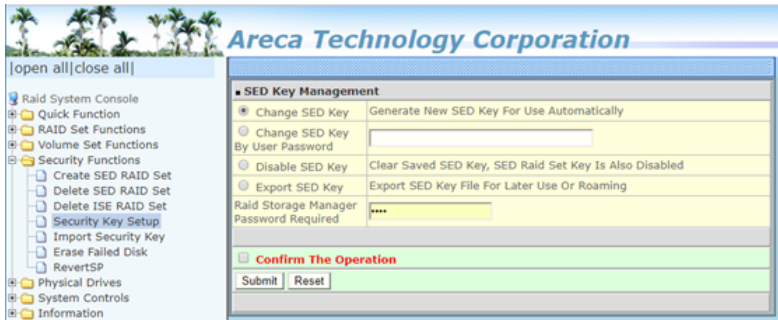 Areca Technology Corporation
|open all|close all|
Raid System Console
Quick Function
RAID Set Functions
Volume Set Functions
Security Functions
Create SED RAID Set
Delete SED RAID Set
Delete ISE RAID Set
Security Key Setup
Import Security Key
Erase Failed Disk
RevertSP
Physical Drives
System Controls
Information
SED Key Management
Change SED Key Generate New SED Key For Use Automatically
Change SED Key
By User Password
Disable SED Key Clear Saved SED Key, SED Raid Set Key Is Also Disabled
Export SED Key Export SED Key File For Later Use Or Roaming
Raid Storage Manager
Password Required ••••
Confirm The Operation
Submit Reset